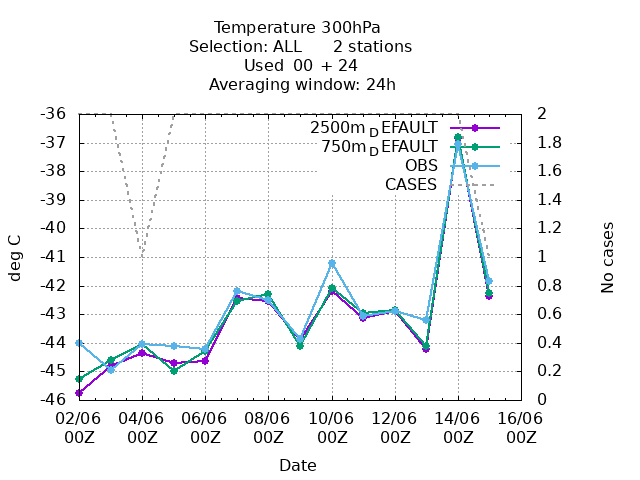 Temperature 300hPa
Selection: ALL 2 stations
Used 00 + 24
Averaging window: 24h
-36
-37
-38
-39
-40
-41
-42
-43
-44
-45
-46
2
1.8
1.6
1.4
1.2
1
0.8
0.6
0.4
0.2
0
2500m_DEFAULT
750m_DEFAULT
OBS
CASES
deg C
No cases
02/06 04/06 06/06 08/06 10/06 12/06 14/06 16/06
00Z 00Z 00Z 00Z 00Z 00Z 00Z 00Z
Date